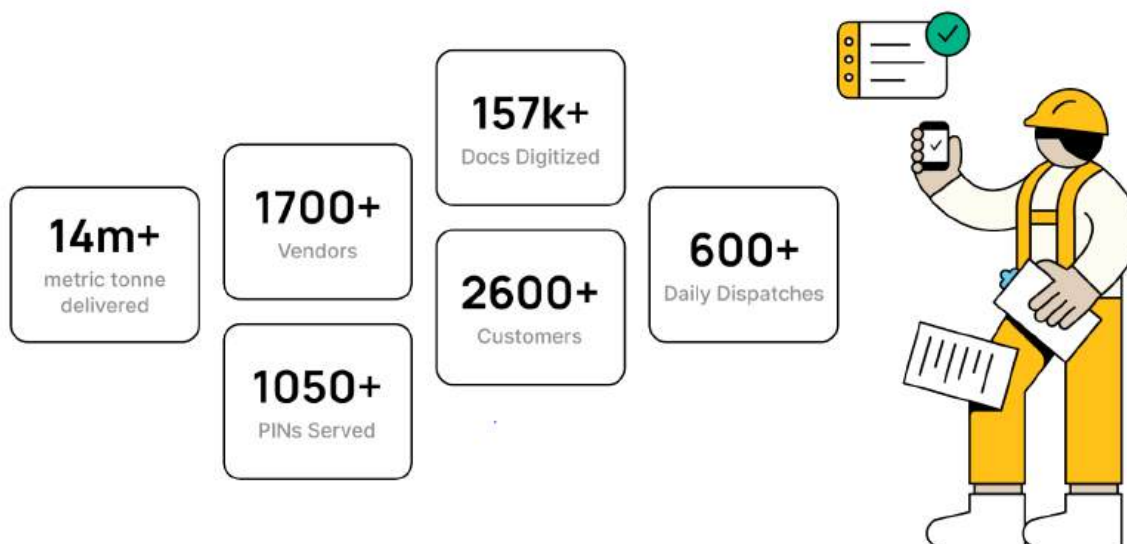 14m+
metric tonne
delivered
1700+
Vendors
1050+
PINs Served
157k+
Docs Digitized
2600+
Customers
600+
Daily Dispatches